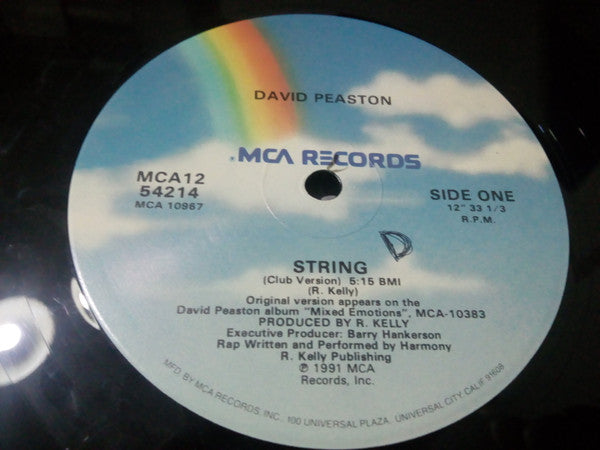 DAVID PEASTON
MCA RECORDS
MCA12
54214
MCA 10967
SIDE ONE
12" 33 1/3
R.P.M.
D
STRING
(Club Version) 5:15 BMI
(R. Kelly)
Original version appears on the
David Peaston album "Mixed Emotions", MCA-10383
PRODUCED BY R. KELLY
Executive Producer: Barry Hankerson
Rap Written and Performed by Harmony
R. Kelly Publishing
℗ 1991 MCA
Records, Inc.
MFD. BY MCA RECORDS, INC., 100 UNIVERSAL PLAZA, UNIVERSAL CITY, CALIF. 91608